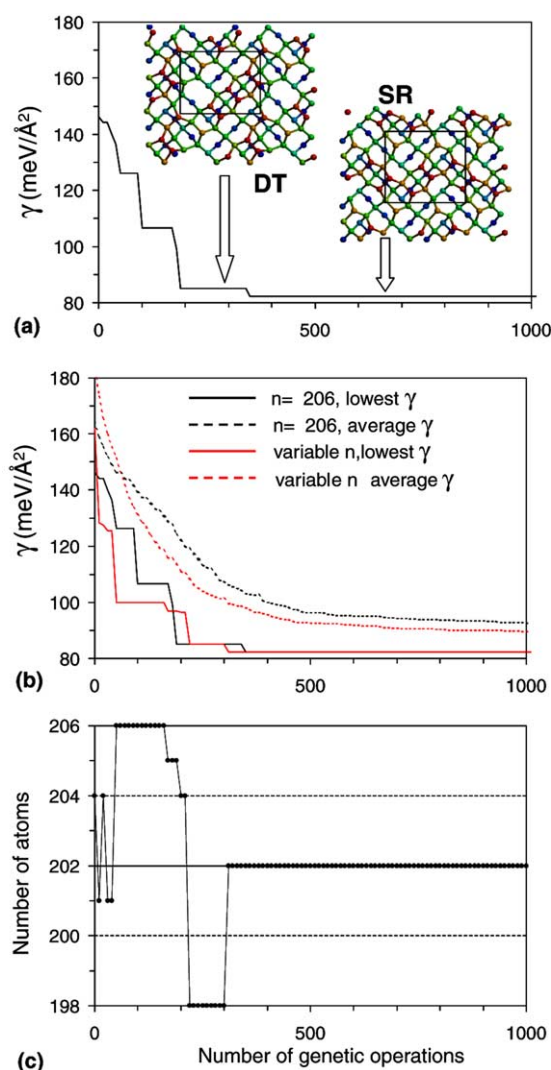 180
160
140
120
100
80
γ (meV/Å²)
DT
SR
0
500
1000
(a)
180
160
140
120
100
80
γ (meV/Å²)
n= 206, lowest γ
n= 206, average γ
variable n,lowest γ
variable n average γ
0
500
1000
(b)
206
204
202
200
198
Number of atoms
0
500
1000
Number of genetic operations
(c)